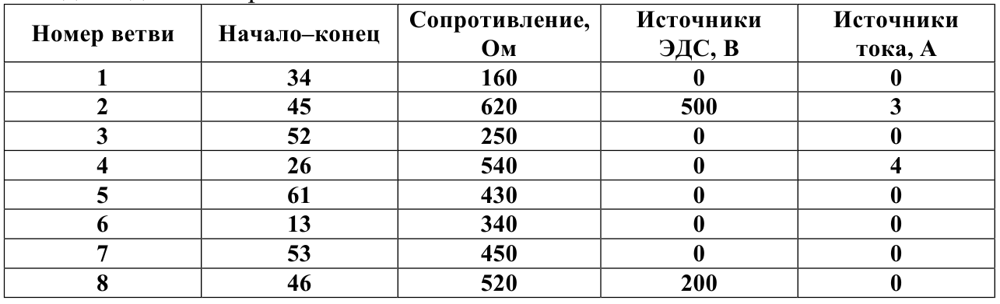 Номер ветви Начало–конец Сопротивление, Ом Источники ЭДС, В Источники тока, А
1 34 160 0 0
2 45 620 500 3
3 52 250 0 0
4 26 540 0 4
5 61 430 0 0
6 13 340 0 0
7 53 450 0 0
8 46 520 200 0